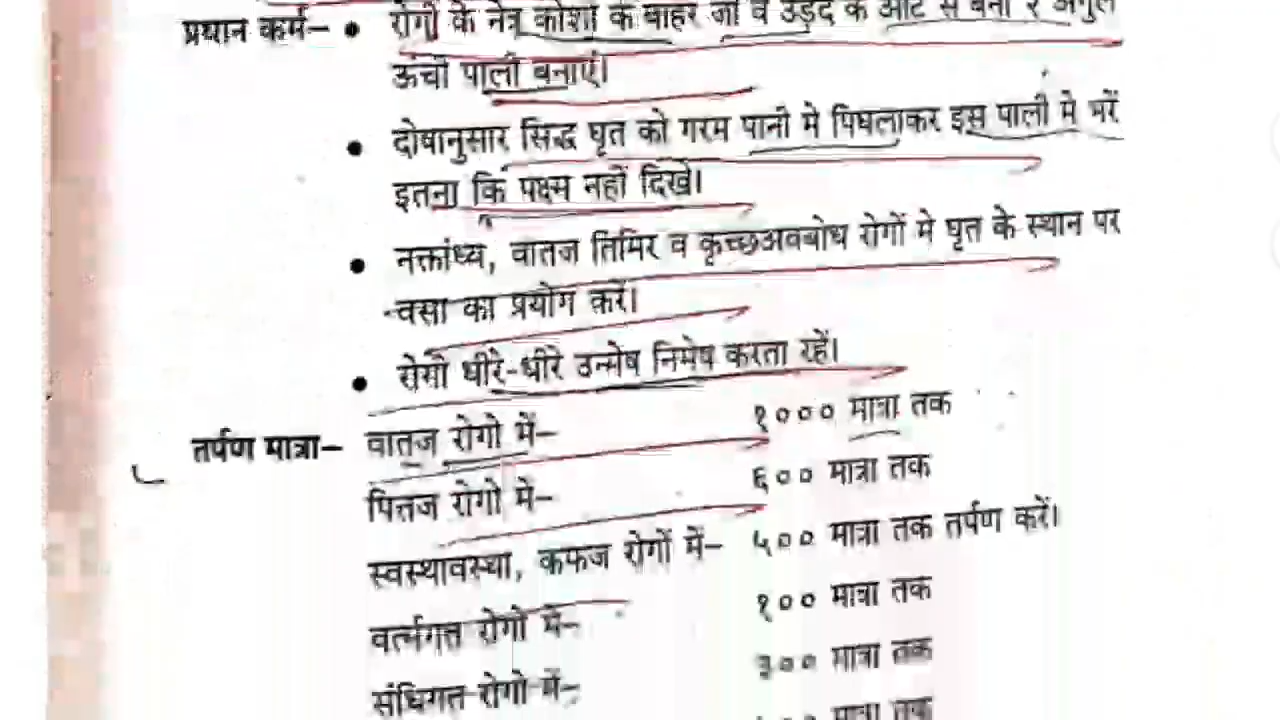 प्रधान कर्म– • रोगी के नेत्र कोशा के बाहर जौ व उड़द के आटे से बनी २ अंगुल
ऊंची पाली बनाएं।
• दोषानुसार सिद्ध घृत को गरम पानी मे पिघलाकर इस पाली मे भरें
इतना कि पक्ष्म नहीं दिखें।
• नक्तांध्य, वातज तिमिर व कृच्छअवबोध रोगों मे घृत के स्थान पर
वसा का प्रयोग करें।
• रोगी धीरे-धीरे उन्मेष निमेष करता रहें।
तर्पण मात्रा– वातज रोगो में– १००० मात्रा तक
पित्तज रोगो में– ६०० मात्रा तक
स्वस्थावस्था, कफज रोगों में– ५०० मात्रा तक तर्पण करें।
वर्त्मगत रोगो में– १०० मात्रा तक
संधिगत रोगो में– ३०० मात्रा तक
मात्रा तक